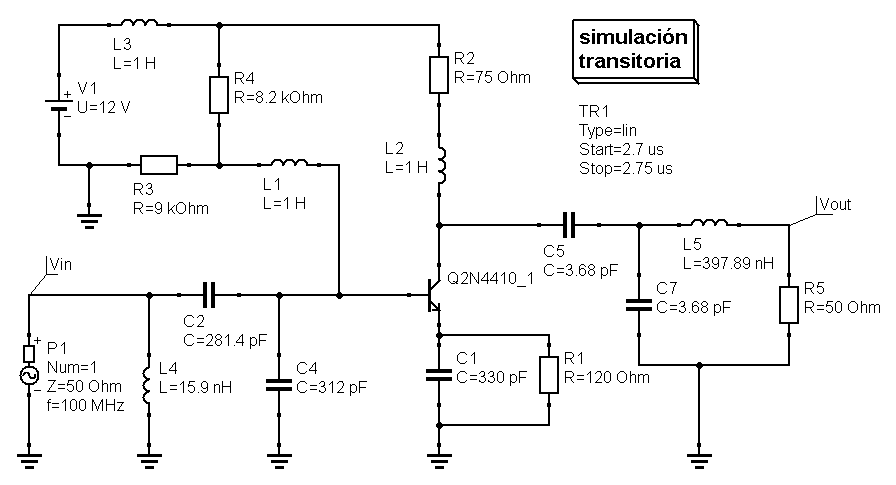 L3
L=1 H
V1
U=12 V
R4
R=8.2 kOhm
R2
R=75 Ohm
simulación
transitoria
TR1
Type=lin
Start=2.7 us
Stop=2.75 us
L2
L=1 H
R3
R=9 kOhm
L1
L=1 H
Vout
C5
C=3.68 pF
L5
L=397.89 nH
Vin
Q2N4410_1
C7
C=3.68 pF
R5
R=50 Ohm
C2
C=281.4 pF
P1
Num=1
Z=50 Ohm
f=100 MHz
L4
L=15.9 nH
C4
C=312 pF
C1
C=330 pF
R1
R=120 Ohm